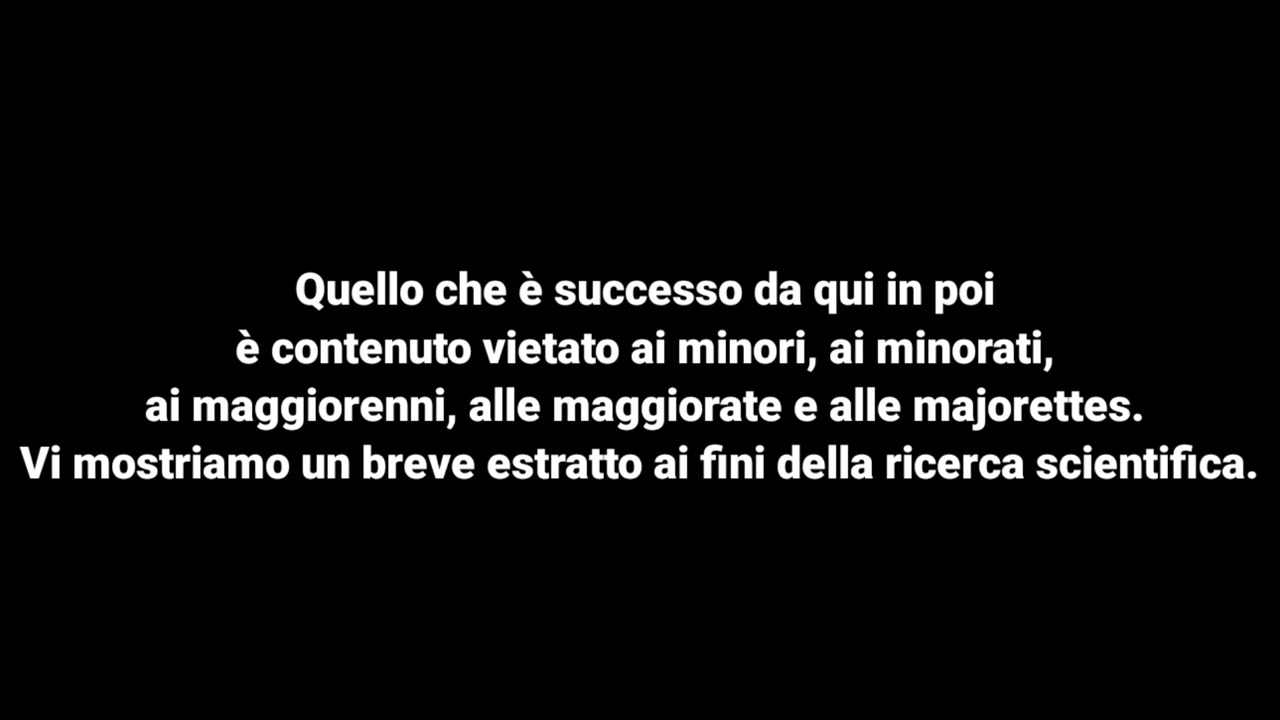 Quello che è successo da qui in poi
è contenuto vietato ai minori, ai minorati,
ai maggiorenni, alle maggiorate e alle majorettes.
Vi mostriamo un breve estratto ai fini della ricerca scientifica.